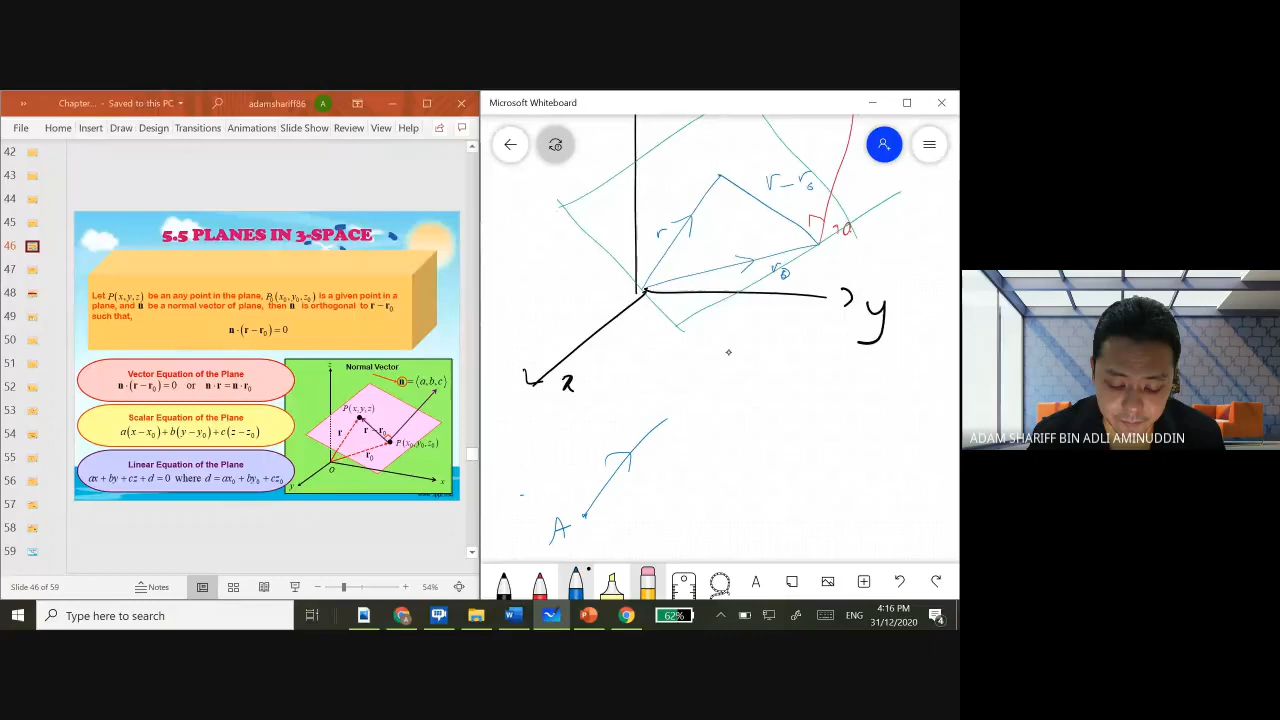 Chapter... - Saved to this PC
adamshariff86
A
File Home Insert Draw Design Transitions Animations Slide Show Review View Help
42
43
44
45
46
47
48
49
50
51
52
53
54
55
56
57
58
59
5.5 PLANES IN 3-SPACE
Let P(x, y, z) be an any point in the plane, P₀(x₀, y₀, z₀) is a given point in a
plane, and n be a normal vector of plane, then n is orthogonal to r − r₀
such that,
n·(r − r₀) = 0
Vector Equation of the Plane
n·(r − r₀) = 0 or n·r = n·r₀
Scalar Equation of the Plane
a(x − x₀) + b(y − y₀) + c(z − z₀)
Linear Equation of the Plane
ax + by + cz + d = 0 where d = ax₀ + by₀ + cz₀
Normal Vector
n = ⟨a, b, c⟩
z
P(x, y, z)
r − r₀
r
P(x₀, y₀, z₀)
r₀
O
x
y
Slide 46 of 59
Notes
54%
Microsoft Whiteboard
r − r₀
r
r₀
y
x
A
A
ADAM SHARIFF BIN ADLI AMINUDDIN
Type here to search
62%
ENG
4:16 PM
31/12/2020
4